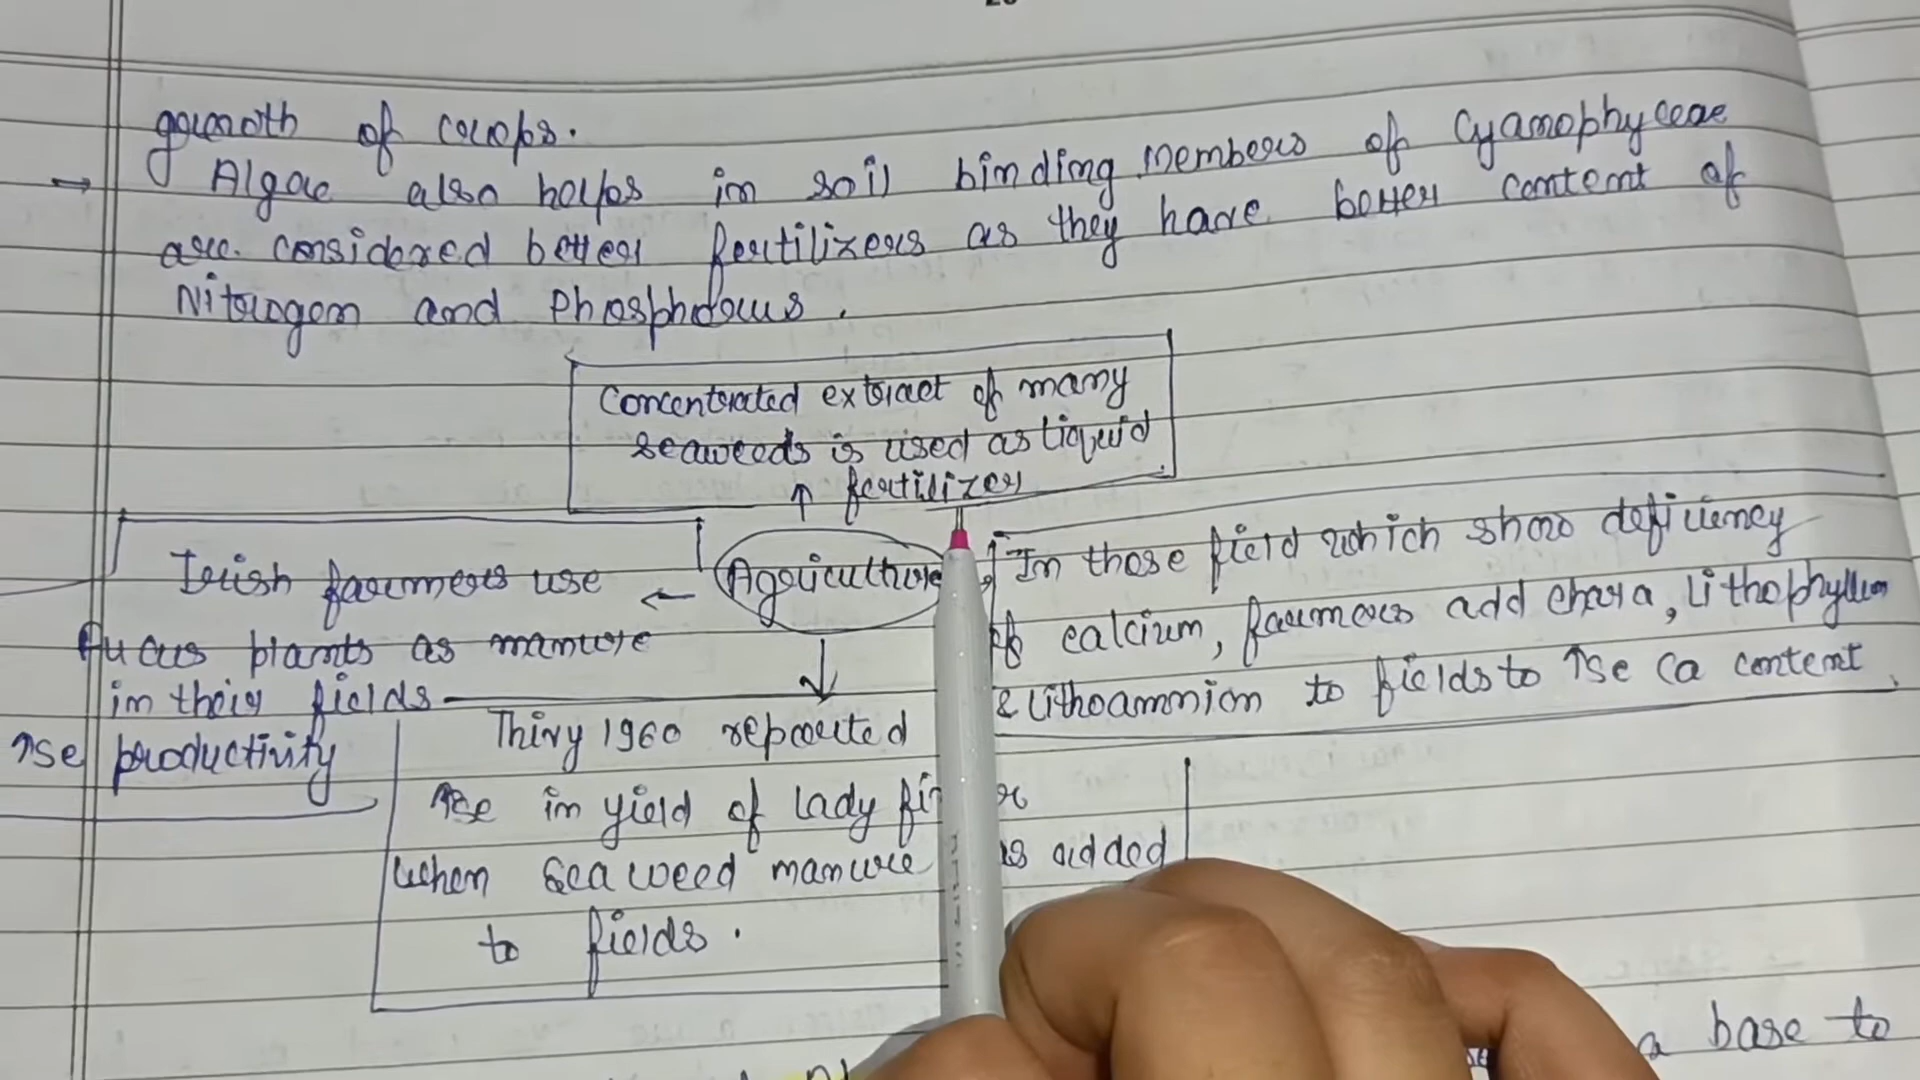 growth of crops.
→ Algae also helps in soil binding members of Cyanophyceae
are considered better fertilizers as they have better content of
Nitrogen and Phosphorus.
Concentrated extract of many
seaweeds is used as liquid
↑ fertilizer
Irish farmers use ← Agriculture
fucus plants as manure
in their fields
↑se productivity
In those field which show deficiency
of calcium, farmers add chara, Lithophyllum
& Lithoamnion to fields to ↑se Ca content.
↓
Thivy 1960 reported
↑se in yield of lady
when sea weed manure is added
to fields.
a base to